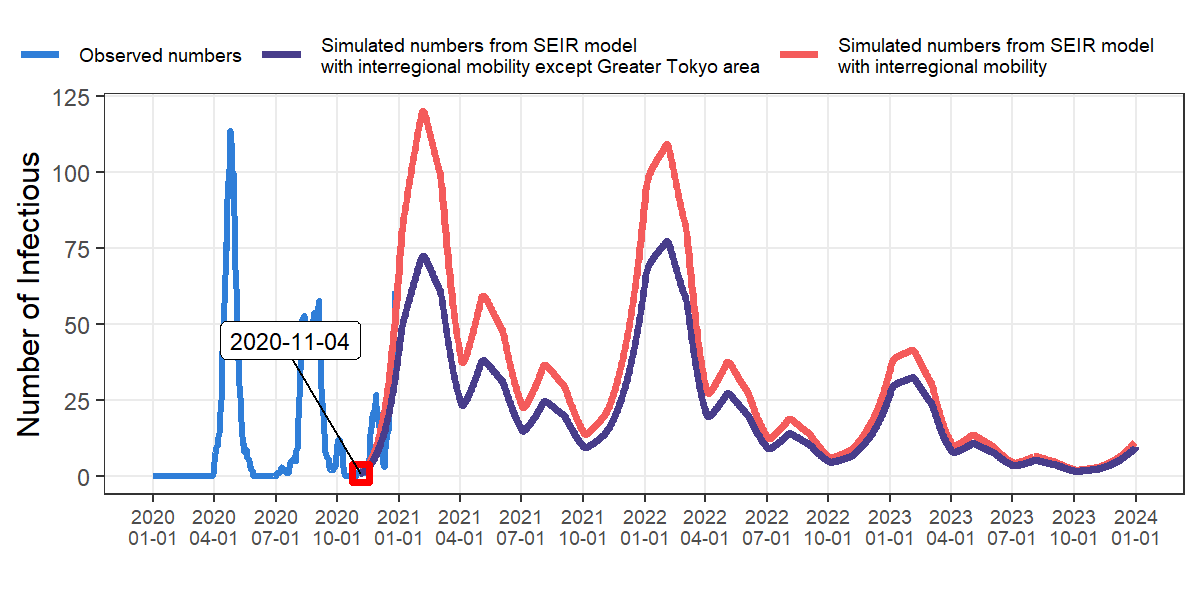 Observed numbers
Simulated numbers from SEIR model
with interregional mobility except Greater Tokyo area
Simulated numbers from SEIR model
with interregional mobility
Number of Infectious
125
100
75
50
25
0
2020-11-04
2020 2020 2020 2020 2021 2021 2021 2021 2022 2022 2022 2022 2023 2023 2023 2023 2024
01-01 04-01 07-01 10-01 01-01 04-01 07-01 10-01 01-01 04-01 07-01 10-01 01-01 04-01 07-01 10-01 01-01